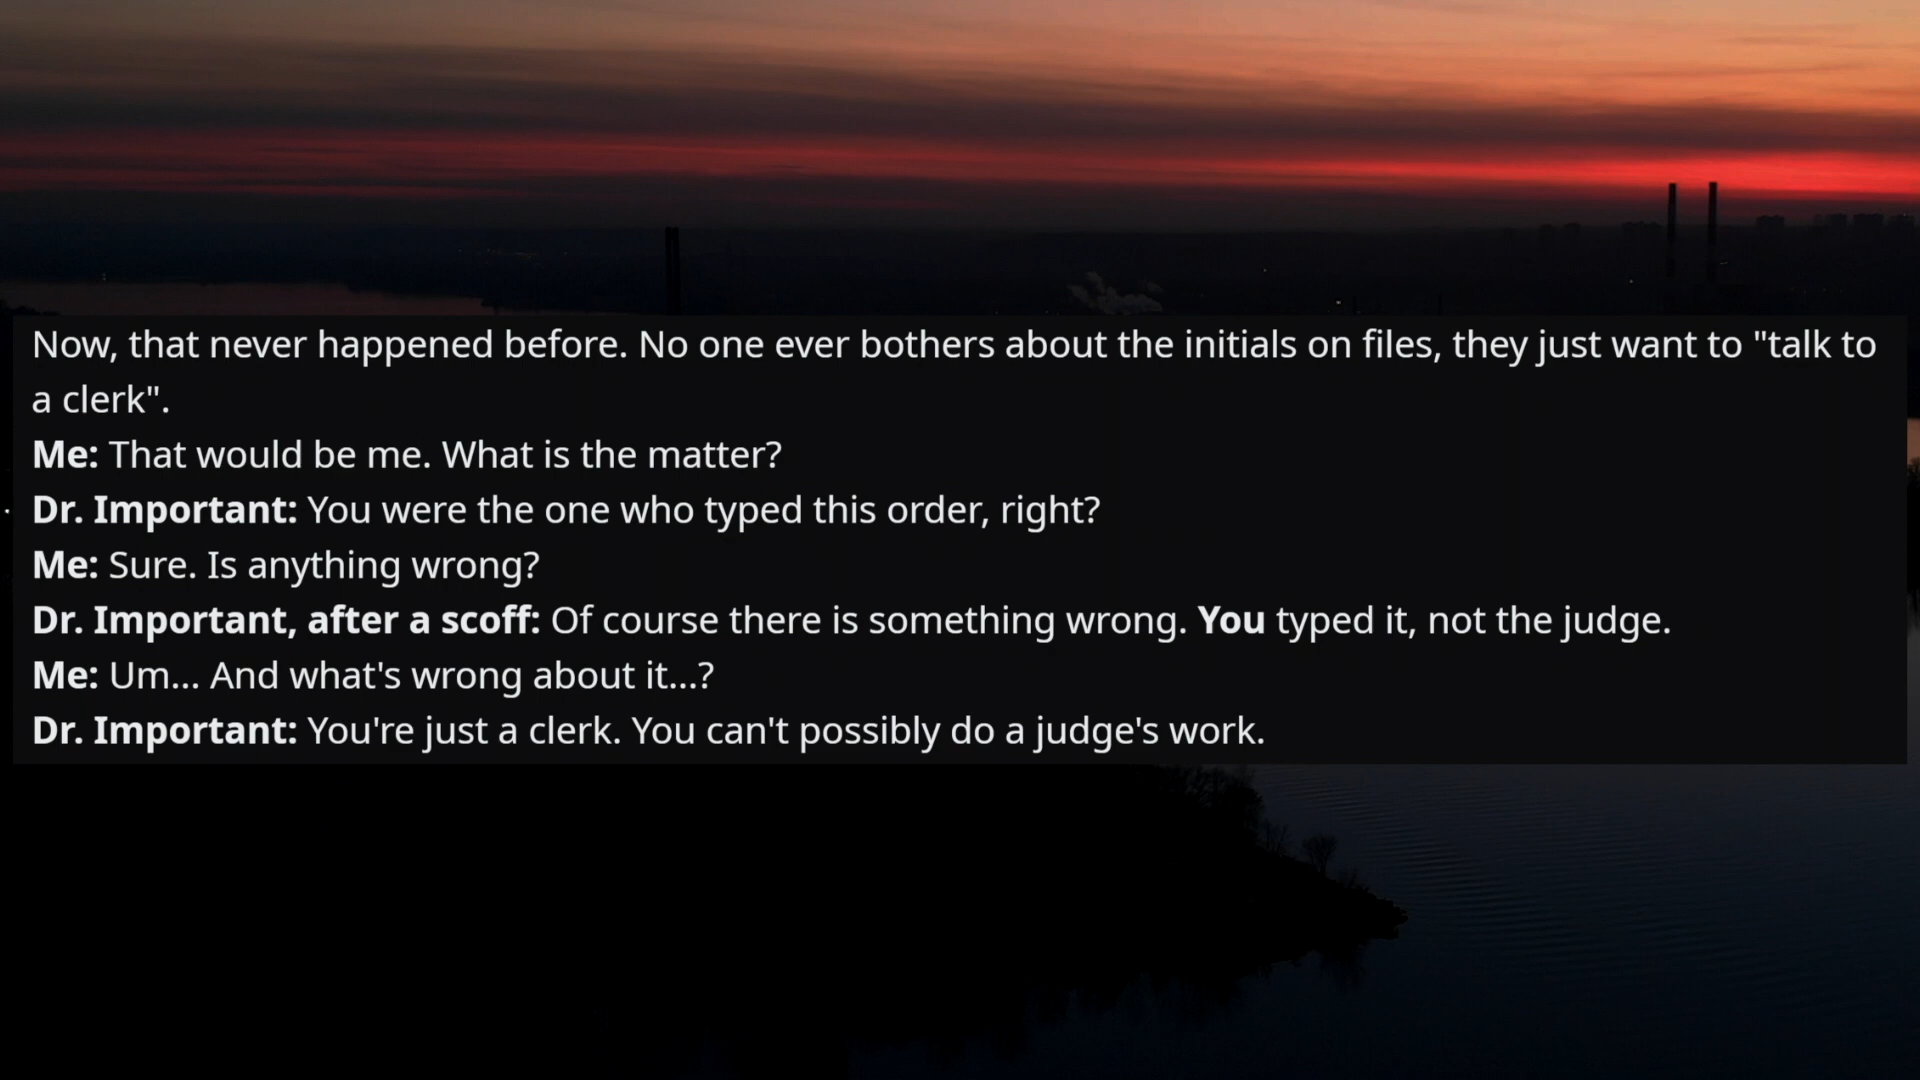 Now, that never happened before. No one ever bothers about the initials on files, they just want to "talk to
a clerk".
Me: That would be me. What is the matter?
Dr. Important: You were the one who typed this order, right?
Me: Sure. Is anything wrong?
Dr. Important, after a scoff: Of course there is something wrong. You typed it, not the judge.
Me: Um... And what's wrong about it...?
Dr. Important: You're just a clerk. You can't possibly do a judge's work.